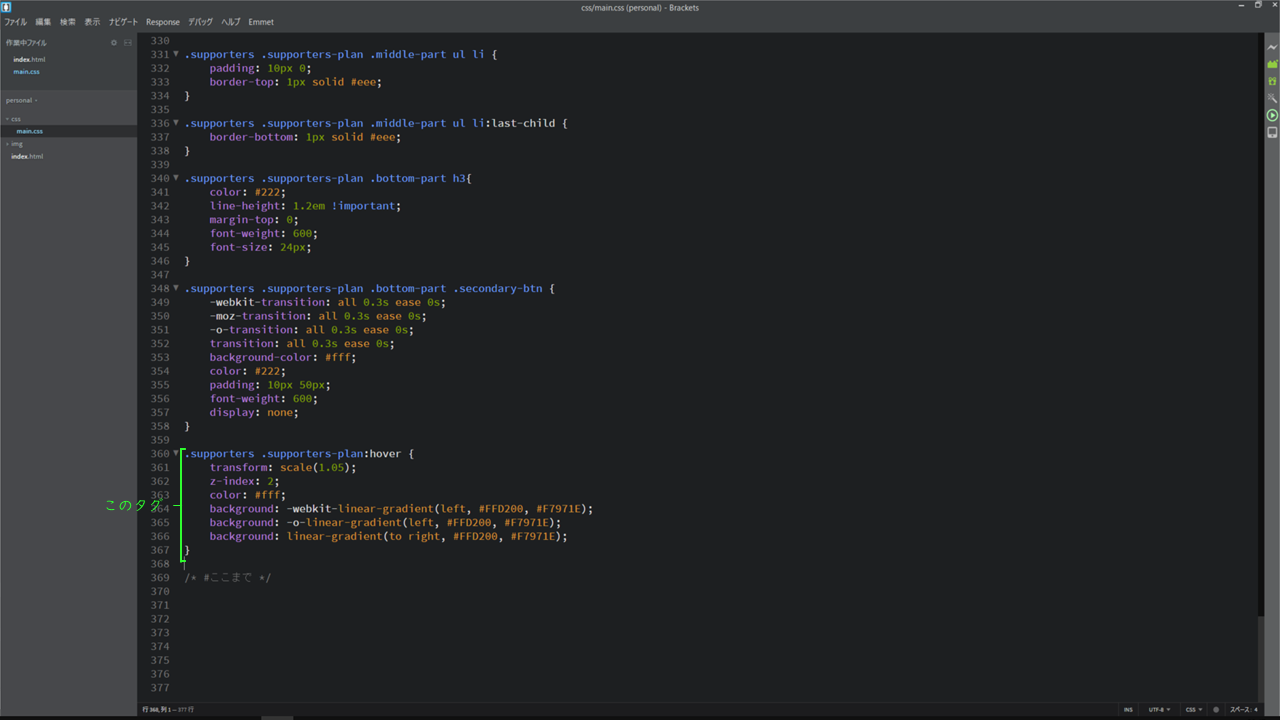 css/main.css (personal) - Brackets
ファイル 編集 検索 表示 ナビゲート Response デバッグ ヘルプ Emmet
作業中ファイル
index.html
main.css
personal
css
main.css
img
index.html
330
331 .supporters .supporters-plan .middle-part ul li {
332 padding: 10px 0;
333 border-top: 1px solid #eee;
334 }
335
336 .supporters .supporters-plan .middle-part ul li:last-child {
337 border-bottom: 1px solid #eee;
338 }
339
340 .supporters .supporters-plan .bottom-part h3{
341 color: #222;
342 line-height: 1.2em !important;
343 margin-top: 0;
344 font-weight: 600;
345 font-size: 24px;
346 }
347
348 .supporters .supporters-plan .bottom-part .secondary-btn {
349 -webkit-transition: all 0.3s ease 0s;
350 -moz-transition: all 0.3s ease 0s;
351 -o-transition: all 0.3s ease 0s;
352 transition: all 0.3s ease 0s;
353 background-color: #fff;
354 color: #222;
355 padding: 10px 50px;
356 font-weight: 600;
357 display: none;
358 }
359
360 .supporters .supporters-plan:hover {
361 transform: scale(1.05);
362 z-index: 2;
363 color: #fff;
このタグ
364 background: -webkit-linear-gradient(left, #FFD200, #F7971E);
365 background: -o-linear-gradient(left, #FFD200, #F7971E);
366 background: linear-gradient(to right, #FFD200, #F7971E);
367 }
368
369 /* #ここまで */
370
371
372
373
374
375
376
377
行 368, 列 1 — 377 行
INS UTF-8 CSS スペース: 4